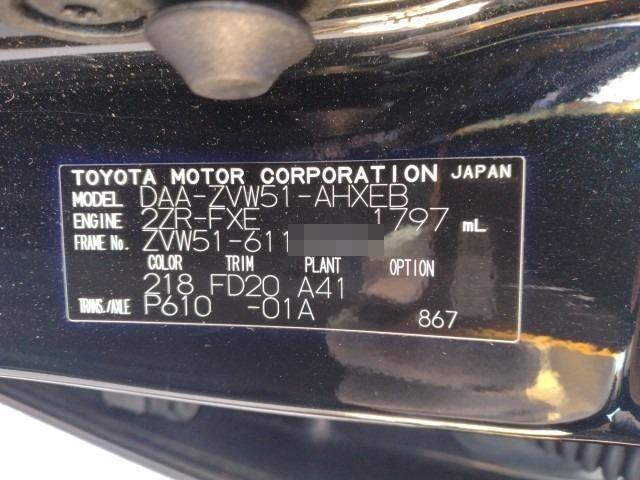 TOYOTA MOTOR CORPORATION JAPAN
MODEL DAA-ZVW51-AHXEB
ENGINE 2ZR-FXE 1797 mL
FRAME No. ZVW51-611
COLOR TRIM PLANT OPTION
218 FD20 A41
TRANS./AXLE P610 -01A 867